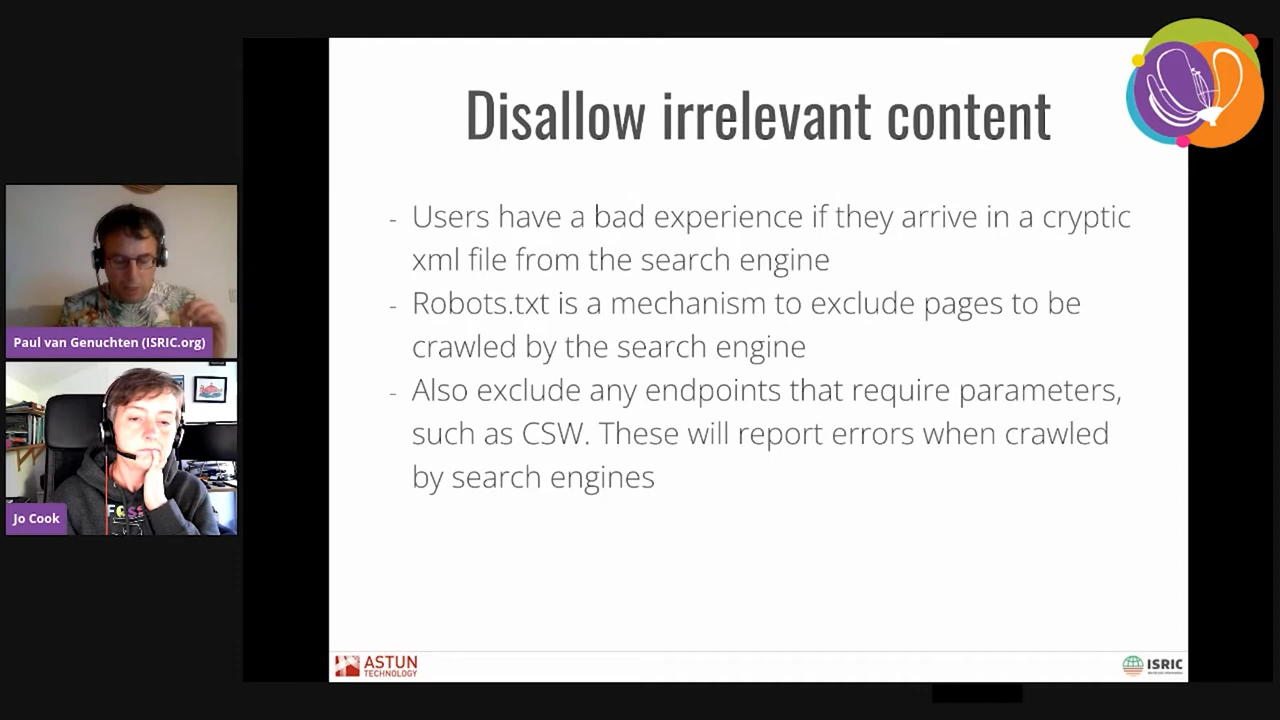 Disallow irrelevant content
- Users have a bad experience if they arrive in a cryptic
xml file from the search engine
- Robots.txt is a mechanism to exclude pages to be
crawled by the search engine
- Also exclude any endpoints that require parameters,
such as CSW. These will report errors when crawled
by search engines
Paul van Genuchten (ISRIC.org)
Jo Cook
ASTUN
TECHNOLOGY
ISRIC